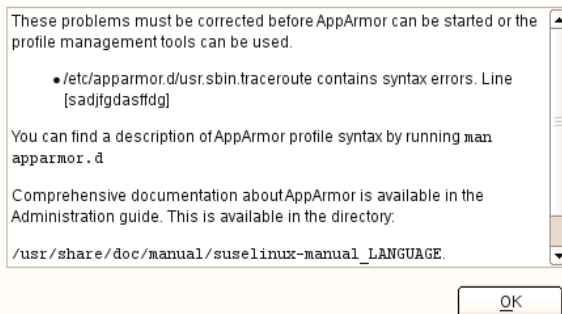 These problems must be corrected before AppArmor can be started or the
profile management tools can be used.
• /etc/apparmor.d/usr.sbin.traceroute contains syntax errors. Line
[sadjfgdasffdg]
You can find a description of AppArmor profile syntax by running man
apparmor.d
Comprehensive documentation about AppArmor is available in the
Administration guide. This is available in the directory:
/usr/share/doc/manual/suselinux-manual_LANGUAGE.
OK